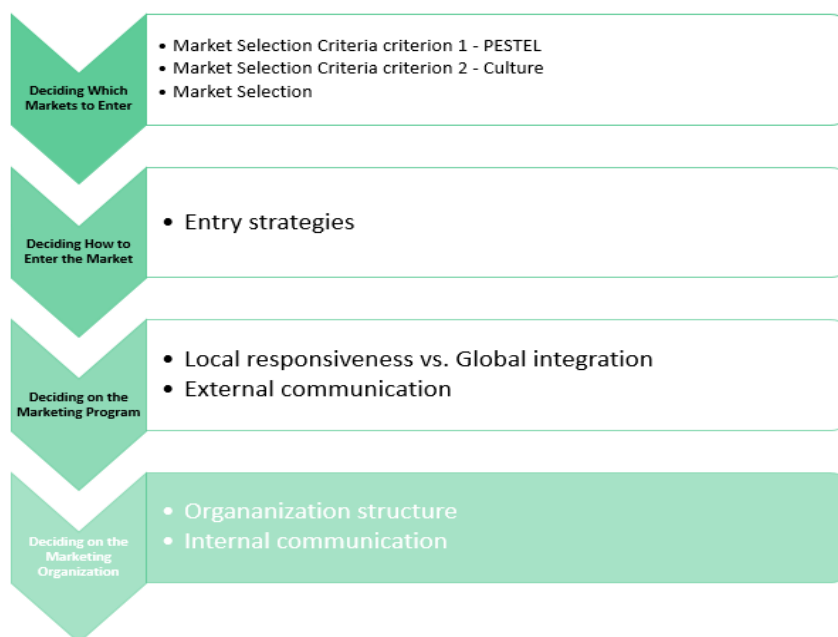 Deciding Which
Markets to Enter
• Market Selection Criteria criterion 1 - PESTEL
• Market Selection Criteria criterion 2 - Culture
• Market Selection
Deciding How to
Enter the Market
• Entry strategies
Deciding on the
Marketing Program
• Local responsiveness vs. Global integration
• External communication
Deciding on the
Marketing
Organization
• Organanization structure
• Internal communication